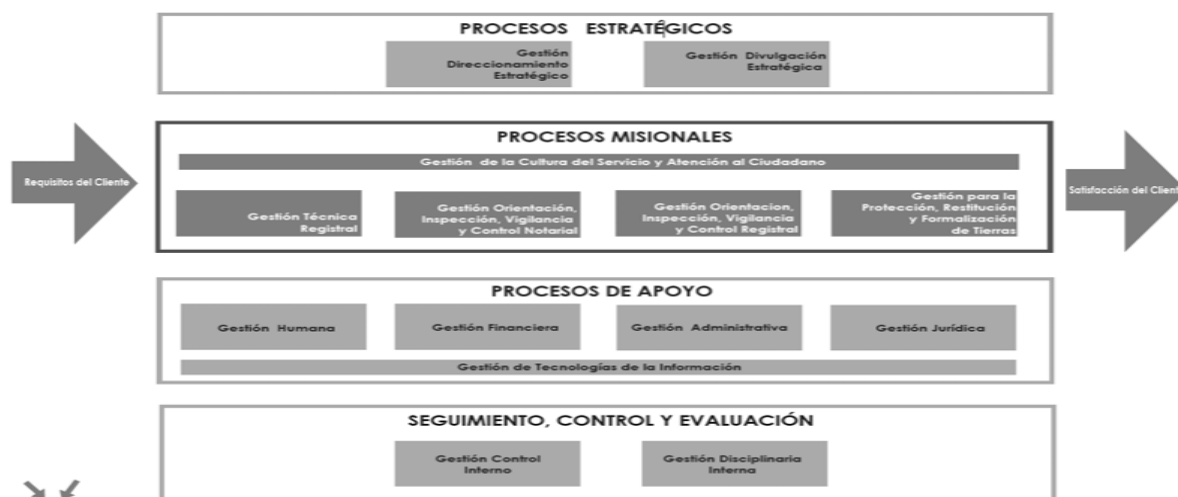 PROCESOS ESTRATÉGICOS
Gestión
Direccionamiento
Estratégico
Gestión Divulgación
Estratégica
Requisitos del Cliente
PROCESOS MISIONALES
Gestión de la Cultura del Servicio y Atención al Ciudadano
Gestión Técnica
Registral
Gestión Orientación,
Inspección, Vigilancia
y Control Notarial
Gestión Orientacion,
Inspección, Vigilancia
y Control Registral
Gestión para la
Protección, Restitución
y Formalización
de Tierras
Satisfacción del Client
PROCESOS DE APOYO
Gestión Humana
Gestión Financiera
Gestión Administrativa
Gestión Jurídica
Gestión de Tecnologías de la Información
SEGUIMIENTO, CONTROL Y EVALUACIÓN
Gestión Control
Interno
Gestión Disciplinaria
Interna